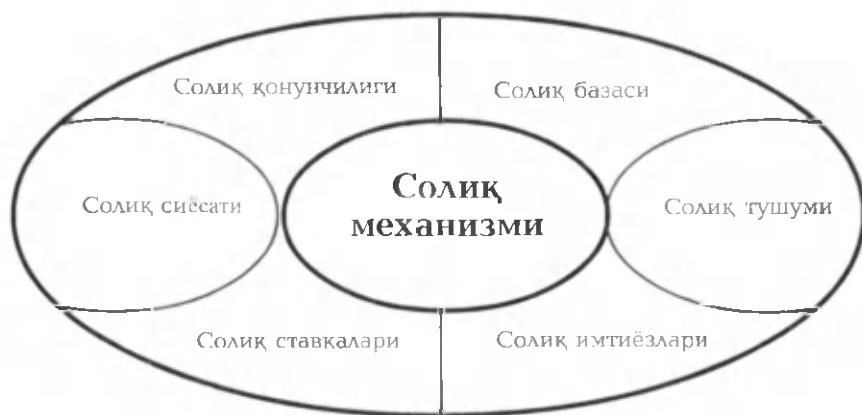 Солиқ қонунчилиги
Солиқ базаси
Солиқ сиёсати
Солиқ
механизми
Солиқ тушуми
Солиқ ставкалари
Солиқ имтиёзлари